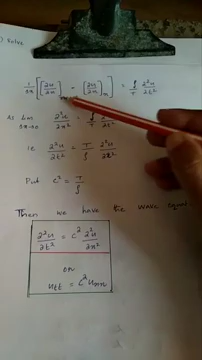 1/δx [ [∂u/∂x] - [∂u/∂x]x ] = ρ/T ∂²u/∂t²
As Lim δx→0 ∂²u/∂x² = ρ/T ∂²u/∂t²
ie ∂²u/∂t² = T/ρ ∂²u/∂x²
Put c² = T/ρ
Then we have the wave equa
∂²u/∂t² = c² ∂²u/∂x²
or
utt = c² uxx